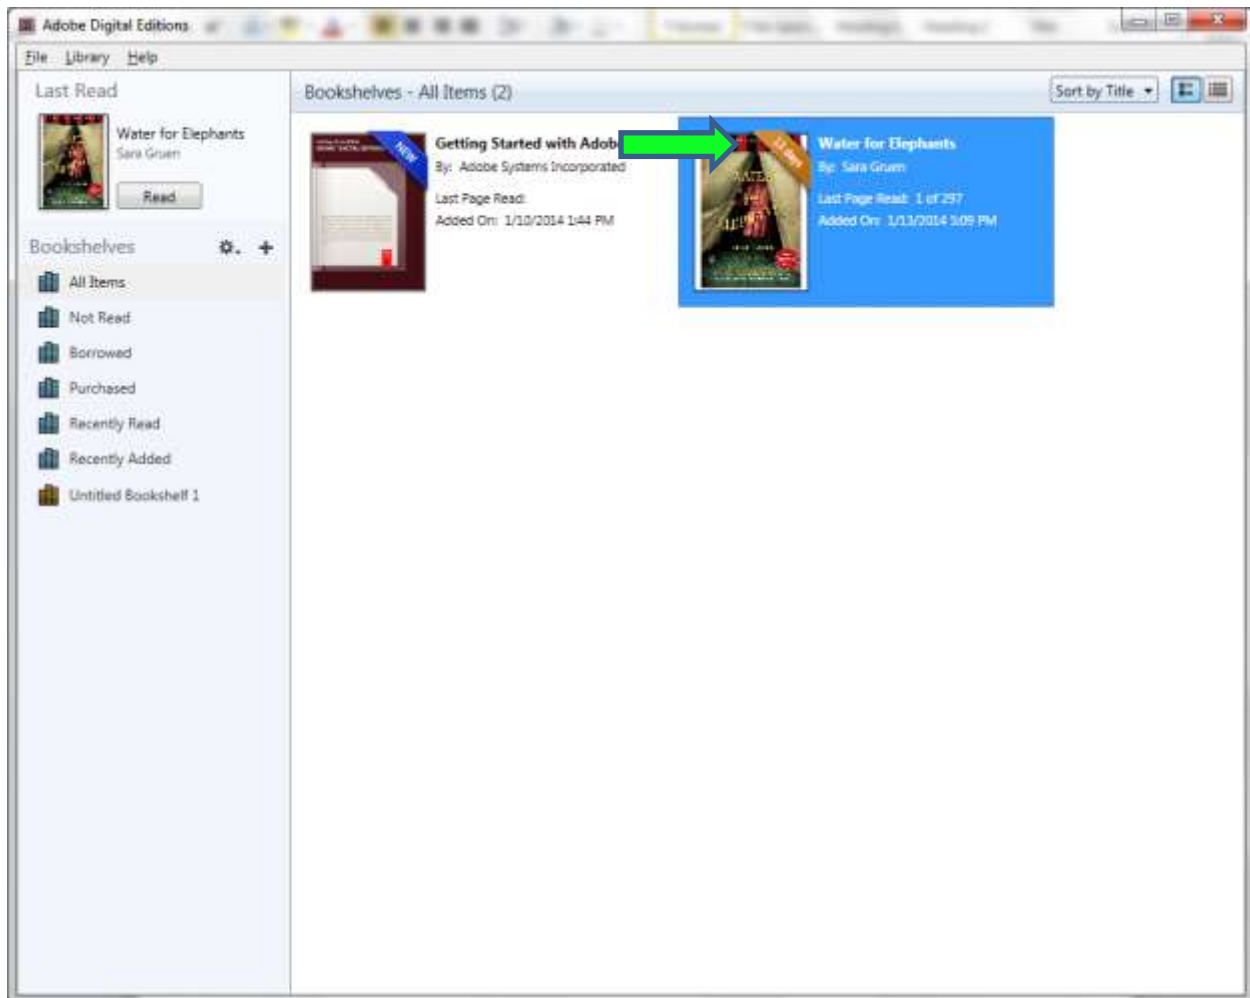 Adobe Digital Editions
File Library Help
Last Read
Water for Elephants
Sara Gruen
Read
Bookshelves
All Items
Not Read
Borrowed
Purchased
Recently Read
Recently Added
Untitled Bookshelf 1
Bookshelves - All Items (2)
Sort by Title
NEW
Getting Started with Adob
By: Adobe Systems Incorporated
Last Page Read:
Added On: 1/10/2014 1:44 PM
WATER
Water for Elephants
By: Sara Gruen
Last Page Read: 1 of 297
Added On: 1/13/2014 3:09 PM